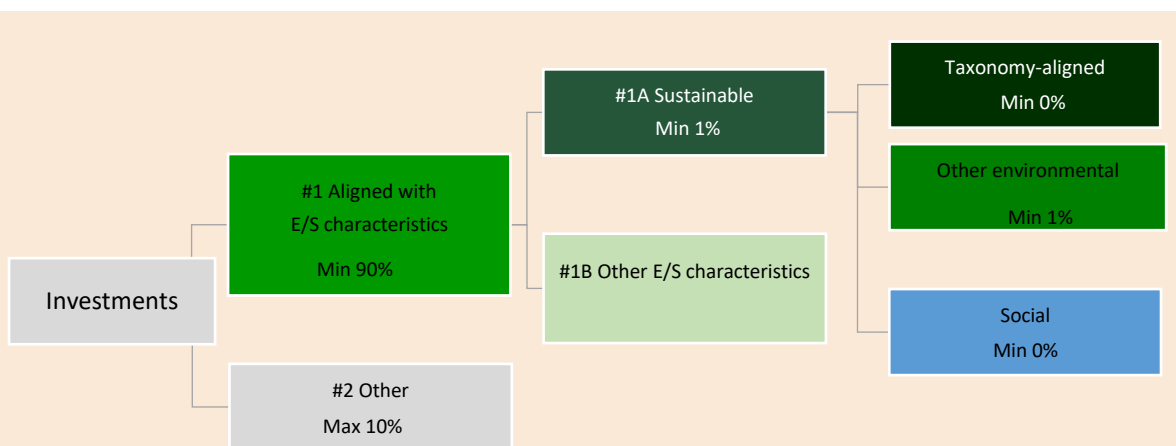 Investments
#1 Aligned with
E/S characteristics
Min 90%
#2 Other
Max 10%
#1A Sustainable
Min 1%
#1B Other E/S characteristics
Taxonomy-aligned
Min 0%
Other environmental
Min 1%
Social
Min 0%